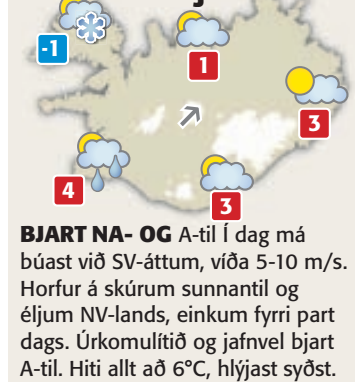 -1
1
3
4
3
BJART NA- OG A-til Í dag má
búast við SV-áttum, víða 5-10 m/s.
Horfur á skúrum sunnantil og
éljum NV-lands, einkum fyrri part
dags. Úrkomulítið og jafnvel bjart
A-til. Hiti allt að 6°C, hlýjast syðst.